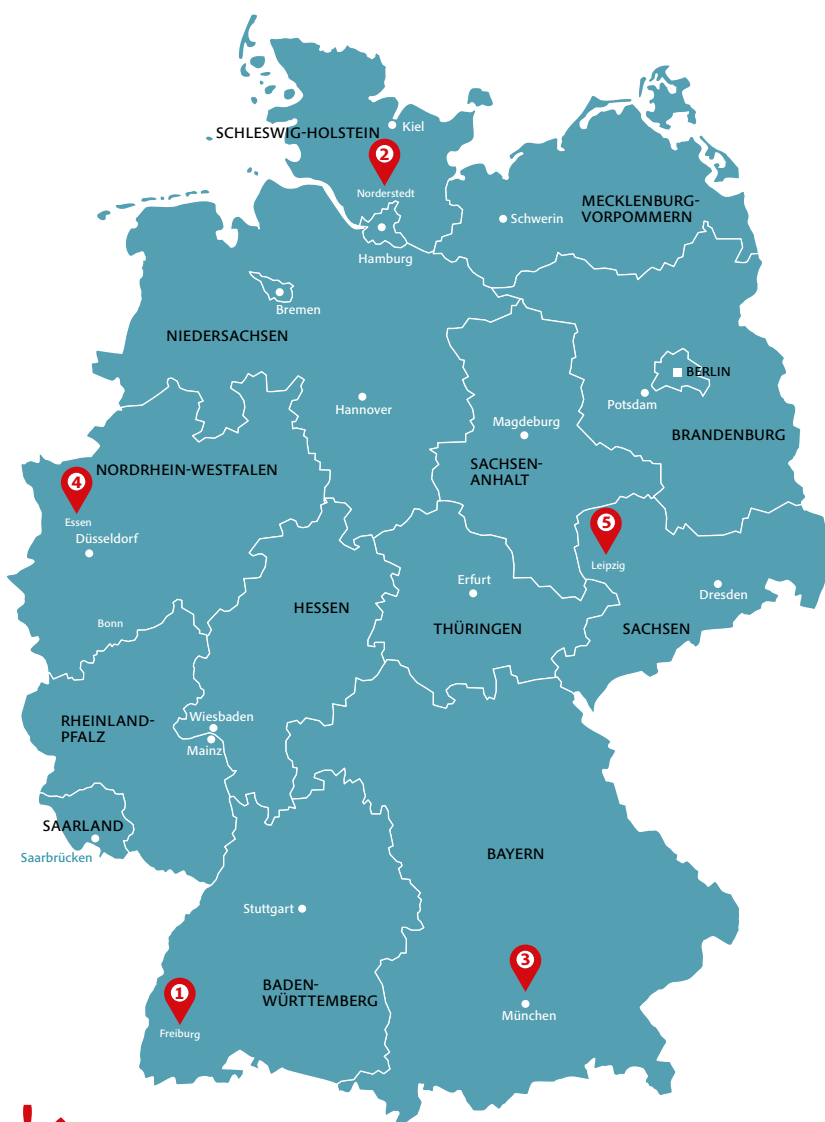 Kiel
SCHLESWIG-HOLSTEIN
2
Norderstedt
MECKLENBURG-
VORPOMMERN
Schwerin
Hamburg
Bremen
NIEDERSACHSEN
BERLIN
Hannover
Potsdam
Magdeburg
BRANDENBURG
NORDRHEIN-WESTFALEN
SACHSEN-
ANHALT
4
Essen
Düsseldorf
5
Leipzig
Erfurt
Dresden
HESSEN
Bonn
THÜRINGEN
SACHSEN
RHEINLAND-
PFALZ
Wiesbaden
Mainz
SAARLAND
Saarbrücken
BAYERN
Stuttgart
3
München
BADEN-
WÜRTTEMBERG
1
Freiburg